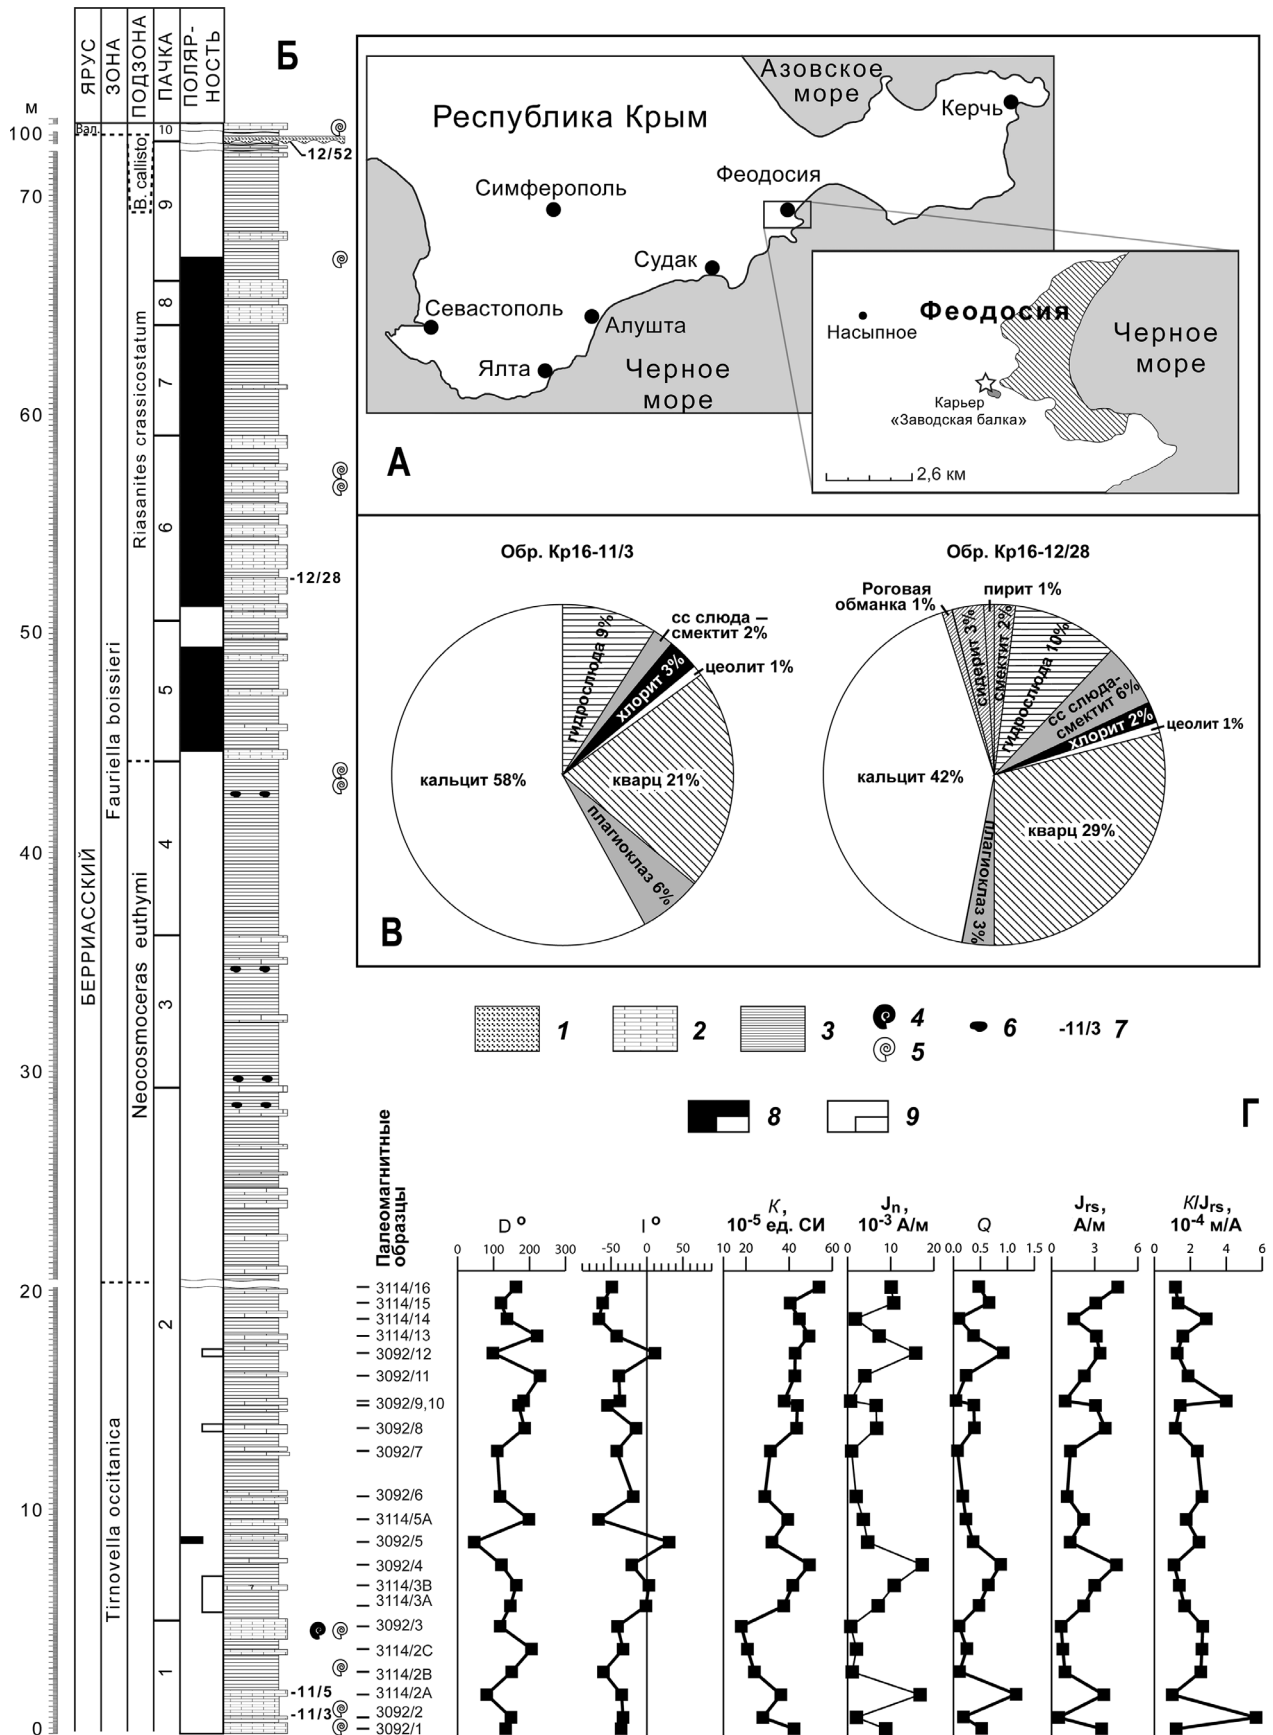 ЯРУС
ЗОНА
ПОДЗОНА
ПАЧКА
ПОЛЯР-
НОСТЬ
м
100
70
60
50
40
30
20
10
0
Вал.
БЕРРИАССКИЙ
Fauriella boissieri
Tirnovella occitanica
B. callisto
Riasanites crassicostatum
Neocosmoceras euthymi
10
9
8
7
6
5
4
3
2
1
-12/52
-12/28
-11/5
-11/3
?
Б
Республика Крым
Азовское
море
Керчь
Симферополь
Феодосия
Судак
Севастополь
Алушта
Ялта
Черное
море
А
Феодосия
Насыпное
Черное
море
Карьер
«Заводская балка»
2,6 км
Обр. Кр16-11/3
гидрослюда 9%
сс слюда –
смектит 2%
хлорит 3%
цеолит 1%
кварц 21%
плагиоклаз 6%
кальцит 58%
Обр. Кр16-12/28
Роговая
обманка 1%
сидерит 3%
пирит 1%
смектит 2%
гидрослюда 10%
сс слюда-
смектит 6%
хлорит 2%
цеолит 1%
кварц 29%
плагиоклаз 3%
кальцит 42%
В
1
2
3
4
5
6
-11/3 7
8
9
Г
Палеомагнитные
образцы
D °
0 100 200 300
I °
-50 0 50
K,
10-5 ед. СИ
10 20 40 60
Jn,
10-3 А/м
0 10 20
Q
0.0 0.5 1.0 1.5
Jrs,
А/м
0 3 6
K/Jrs,
10-4 м/А
0 2 4 6
3114/16
3114/15
3114/14
3114/13
3092/12
3092/11
3092/9,10
3092/8
3092/7
3092/6
3114/5A
3092/5
3092/4
3114/3B
3114/3A
3092/3
3114/2C
3114/2B
3114/2A
3092/2
3092/1